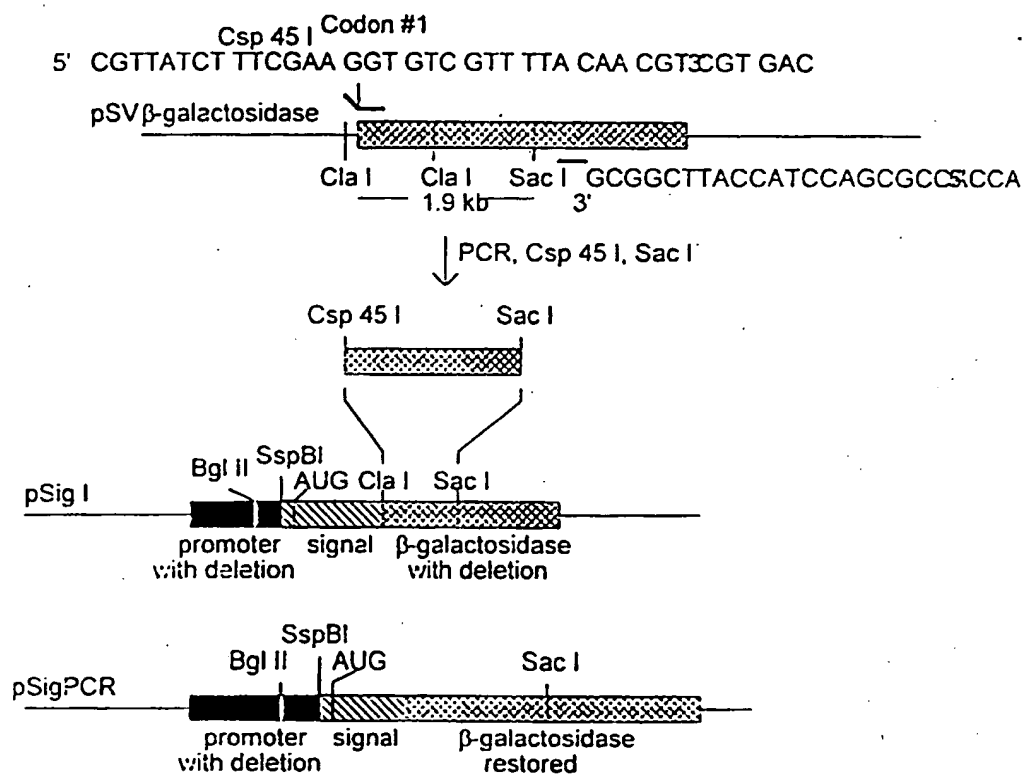 Csp 45 I Codon #1
5' CGTTATCT TTCGAA GGT GTC GTT TTA CAA CGT3'CGT GAC
pSVβ-galactosidase
Cla I Cla I Sac I GCGGCTTACCATCCAGCGCC
1.9 kb 3'
PCR, Csp 45 I, Sac I
Csp 45 I Sac I
Bgl II SspBI AUG Cla I Sac I
pSig I
promoter signal β-galactosidase
with deletion with deletion
SspBI
Bgl II AUG Sac I
pSigPCR
promoter signal β-galactosidase
with deletion restored